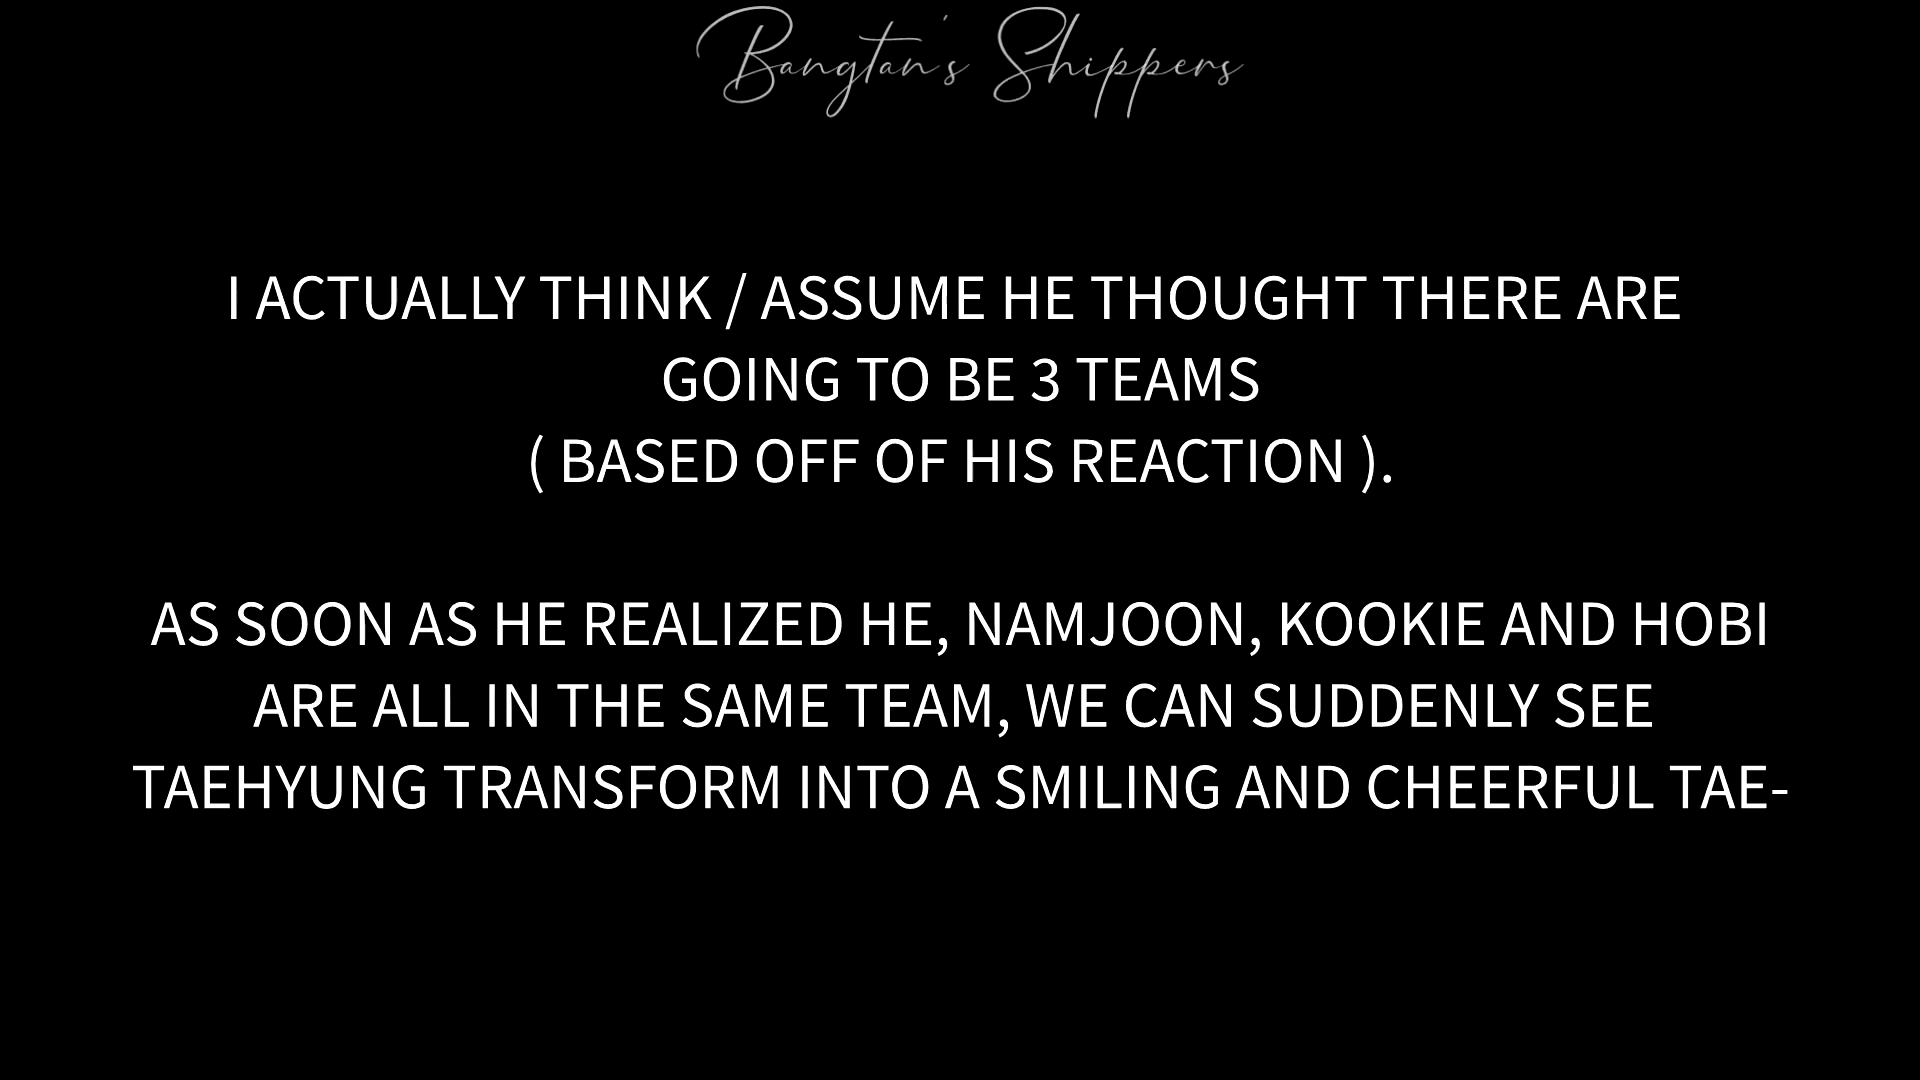 Bangtan's Shippers
I ACTUALLY THINK / ASSUME HE THOUGHT THERE ARE
GOING TO BE 3 TEAMS
( BASED OFF OF HIS REACTION ).
AS SOON AS HE REALIZED HE, NAMJOON, KOOKIE AND HOBI
ARE ALL IN THE SAME TEAM, WE CAN SUDDENLY SEE
TAEHYUNG TRANSFORM INTO A SMILING AND CHEERFUL TAE-